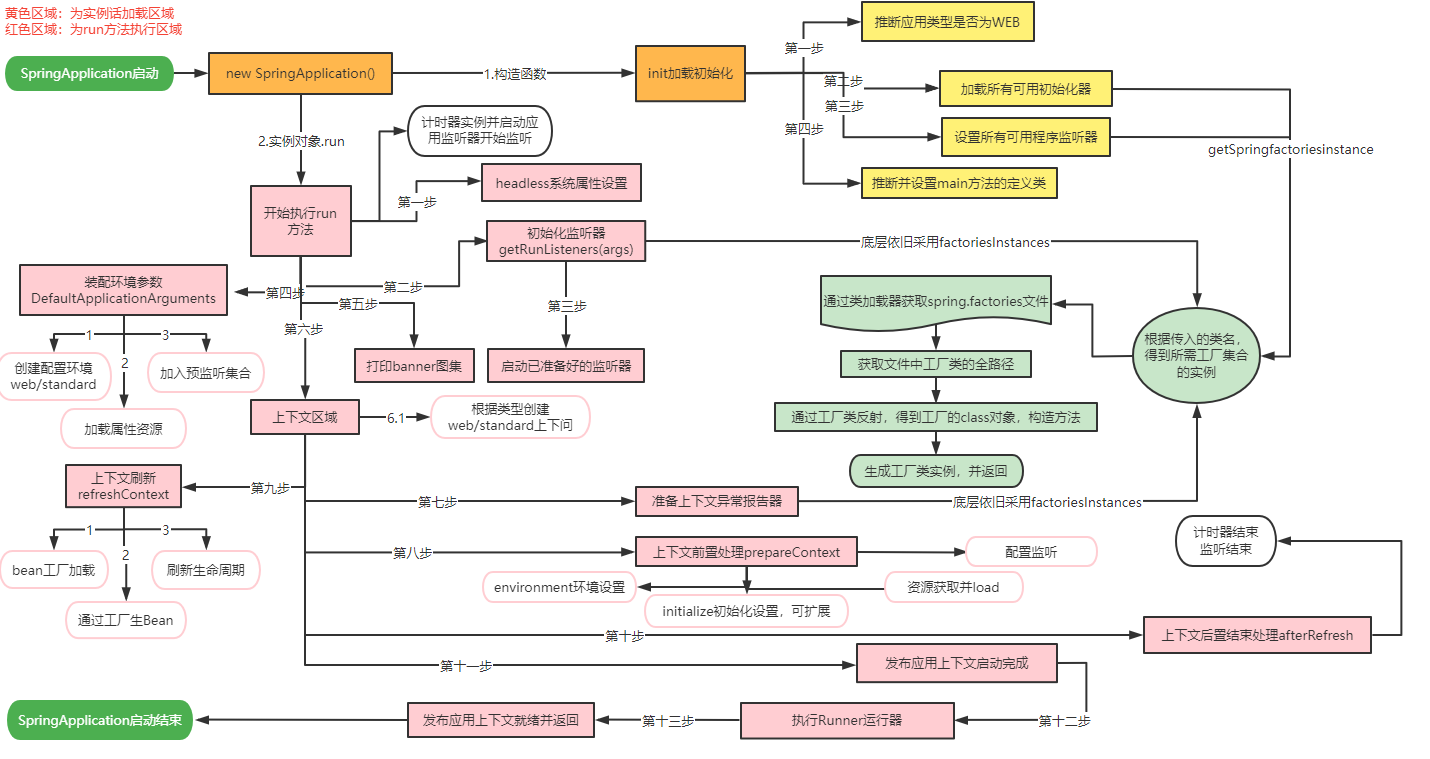 黄色区域：为实例话加载区域
红色区域：为run方法执行区域
SpringApplication启动
new SpringApplication()
1.构造函数
init加载初始化
第一步
推断应用类型是否为WEB
第二步
加载所有可用初始化器
第三步
设置所有可用程序监听器
第四步
推断并设置main方法的定义类
getSpringfactoriesinstance
2.实例对象.run
计时器实例并启动应
用监听器开始监听
开始执行run
方法
第一步
headless系统属性设置
第二步
初始化监听器
getRunListeners(args)
底层依旧采用factoriesInstances
第三步
启动已准备好的监听器
第四步
装配环境参数
DefaultApplicationArguments
1
2
3
创建配置环境
web/standard
加载属性资源
加入预监听集合
第五步
打印banner图集
第六步
上下文区域
6.1
根据类型创建
web/standard上下问
通过类加载器获取spring.factories文件
获取文件中工厂类的全路径
通过工厂类反射，得到工厂的class对象，构造方法
生成工厂类实例，并返回
根据传入的类名，
得到所需工厂集合
的实例
第七步
准备上下文异常报告器
底层依旧采用factoriesInstances
第八步
上下文前置处理prepareContext
配置监听
environment环境设置
资源获取并load
initialize初始化设置，可扩展
第九步
上下文刷新
refreshContext
1
2
3
bean工厂加载
通过工厂生Bean
刷新生命周期
第十步
上下文后置结束处理afterRefresh
计时器结束
监听结束
第十一步
发布应用上下文启动完成
第十二步
执行Runner运行器
第十三步
发布应用上下文就绪并返回
SpringApplication启动结束